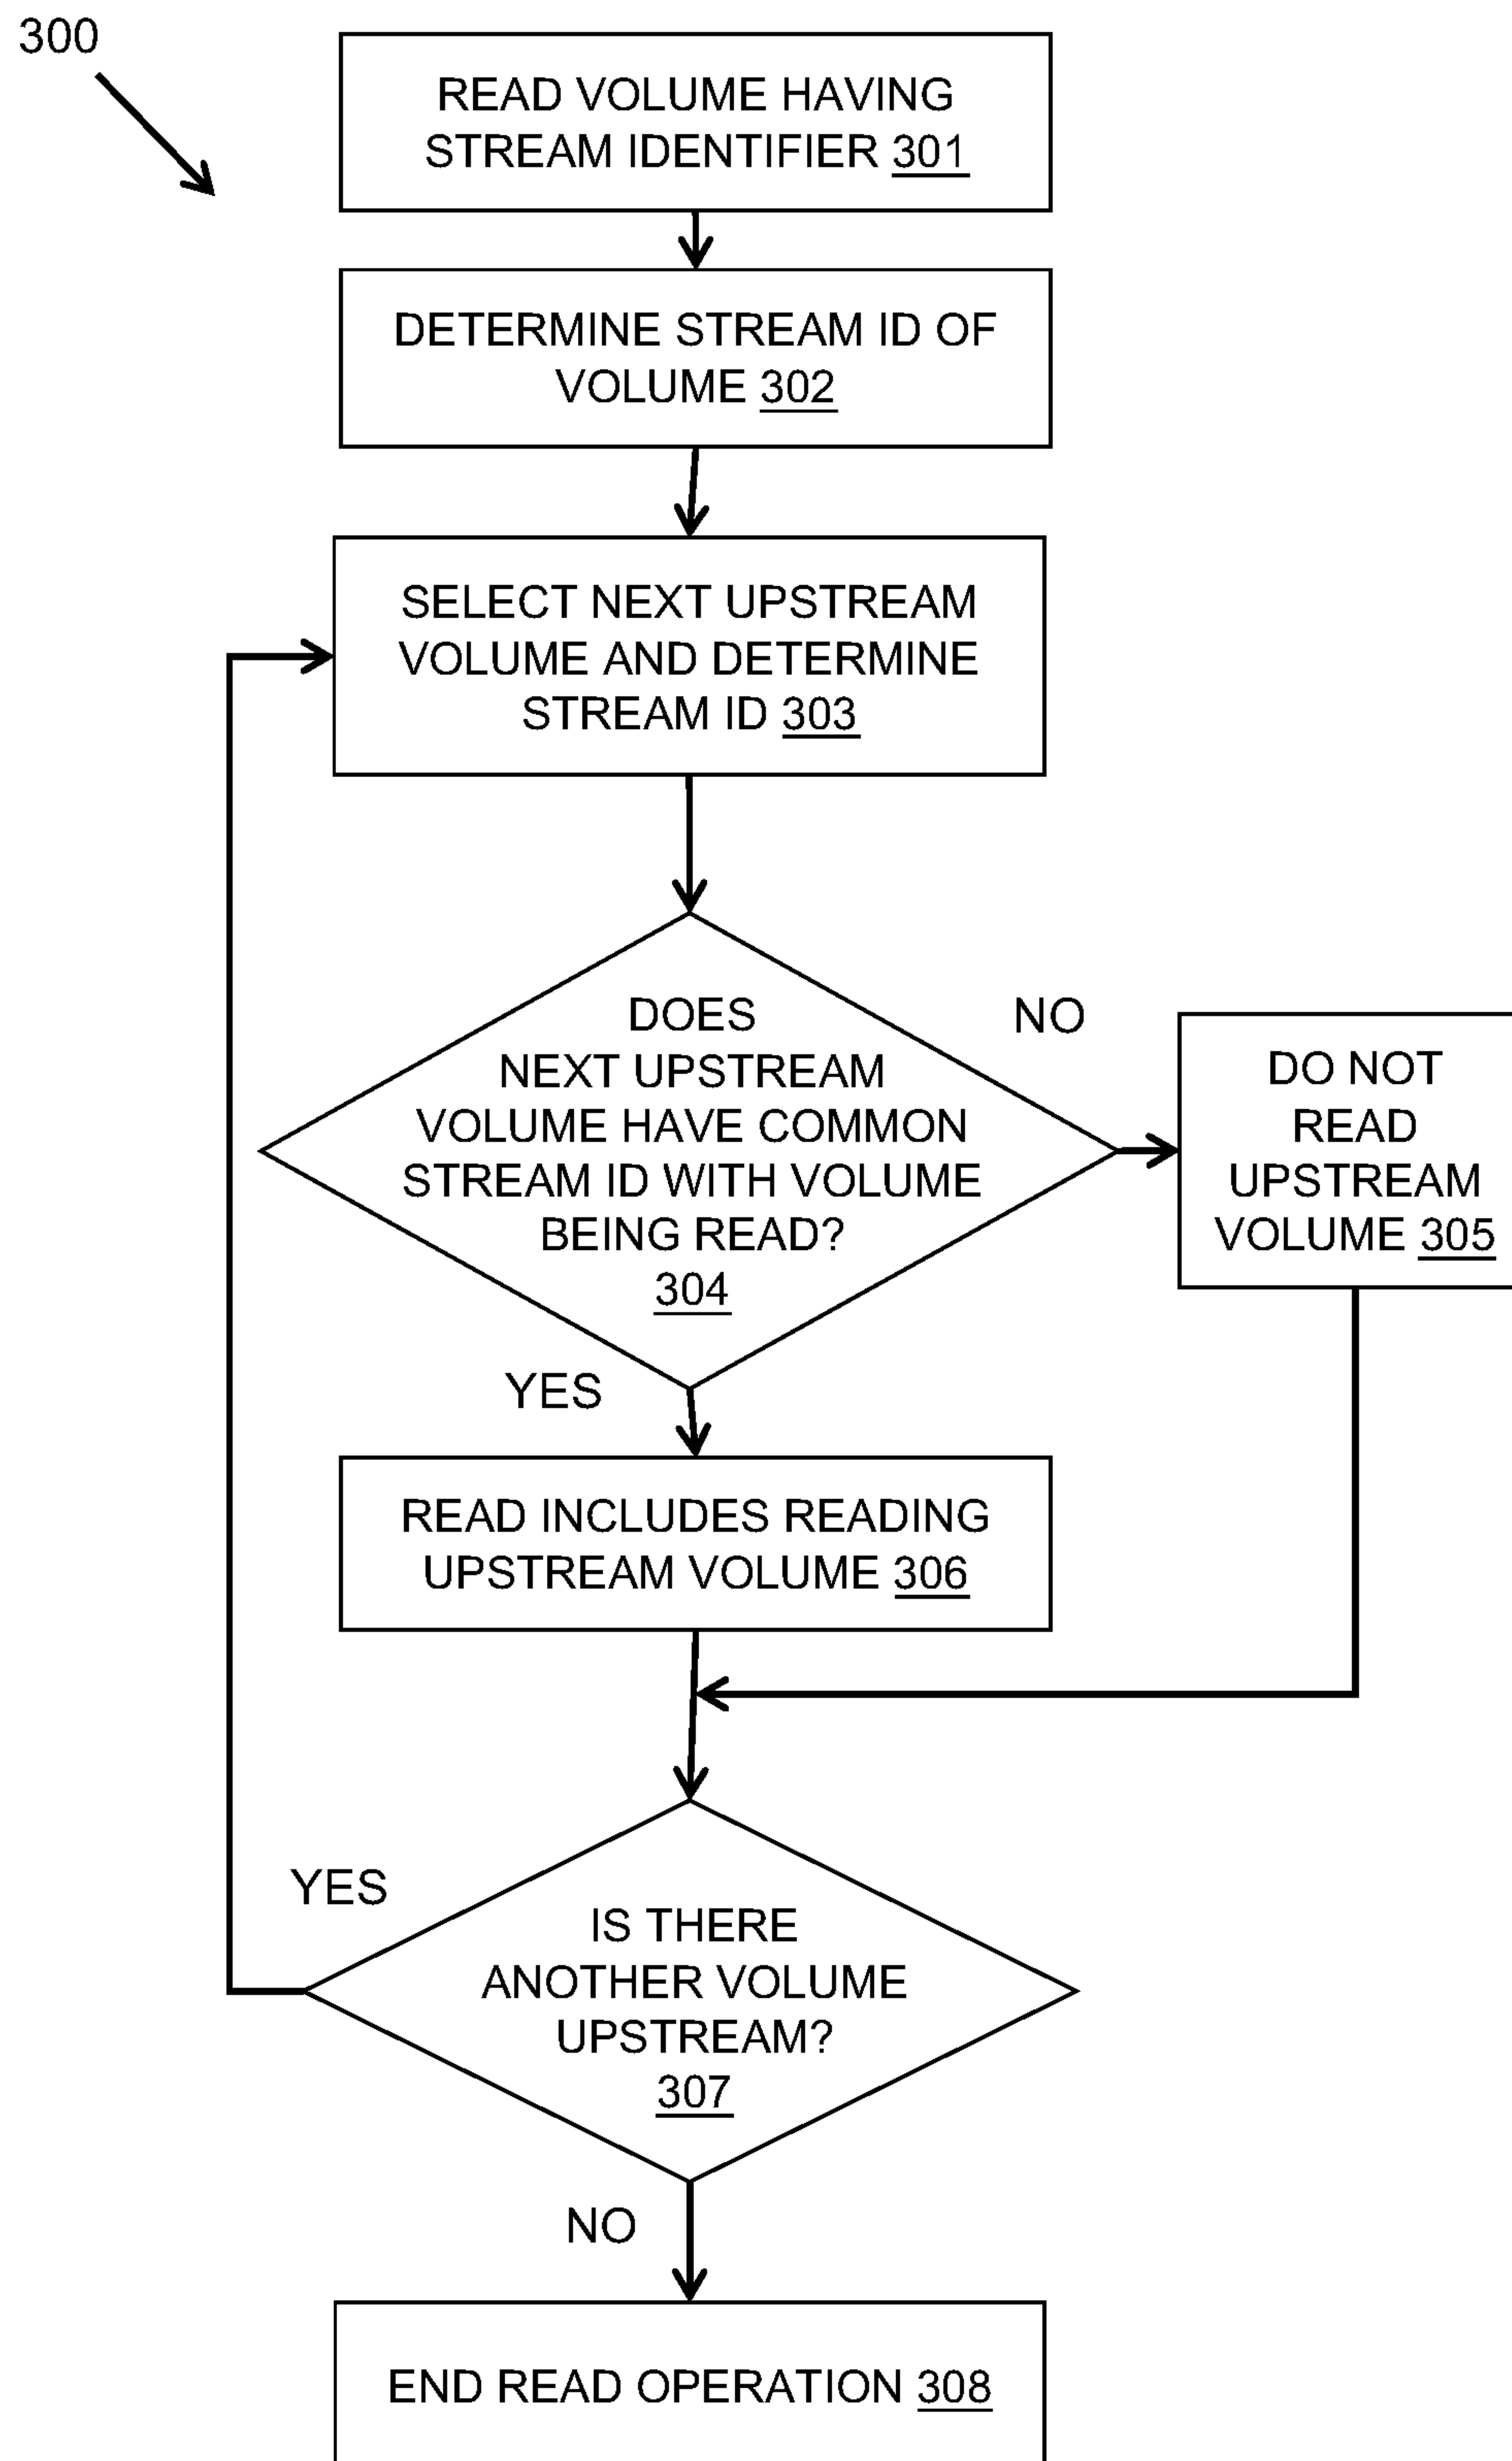 300
READ VOLUME HAVING
STREAM IDENTIFIER 301
DETERMINE STREAM ID OF
VOLUME 302
SELECT NEXT UPSTREAM
VOLUME AND DETERMINE
STREAM ID 303
DOES
NEXT UPSTREAM
VOLUME HAVE COMMON
STREAM ID WITH VOLUME
BEING READ?
304
NO
DO NOT
READ
UPSTREAM
VOLUME 305
YES
READ INCLUDES READING
UPSTREAM VOLUME 306
YES
IS THERE
ANOTHER VOLUME
UPSTREAM?
307
NO
END READ OPERATION 308